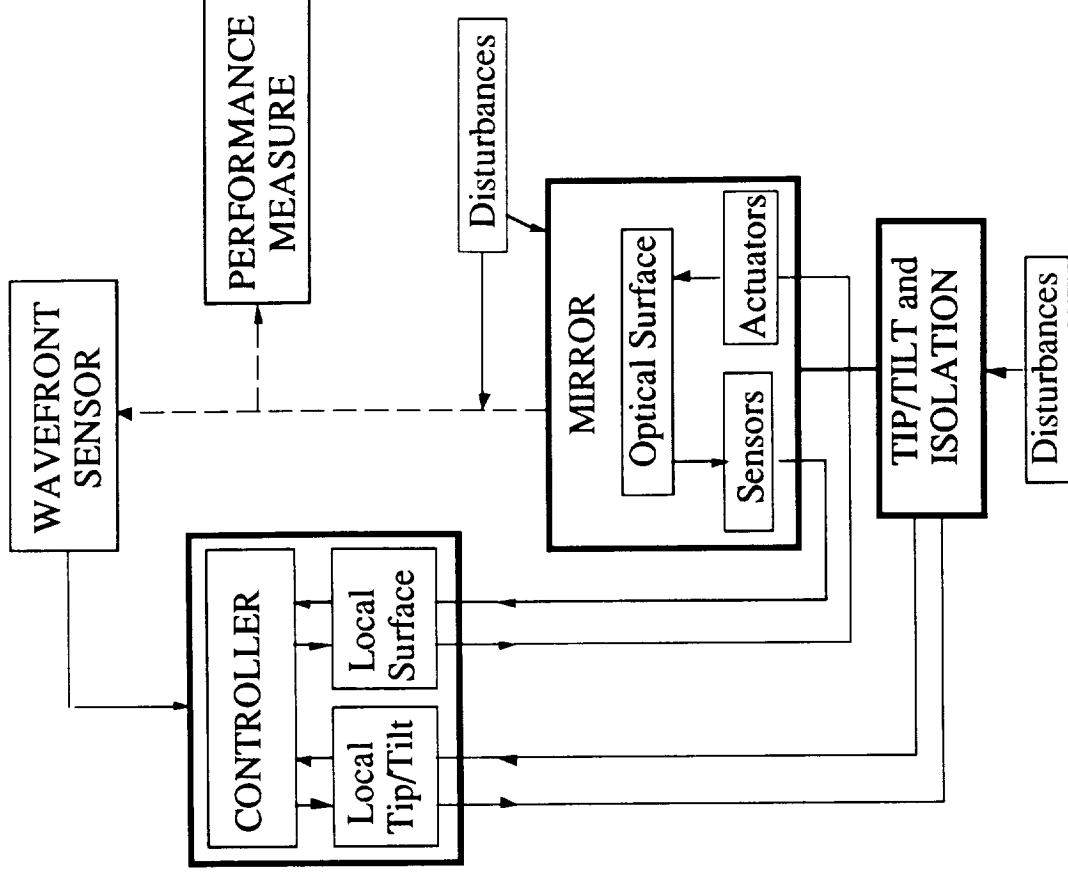 WAVEFRONT
SENSOR
PERFORMANCE
MEASURE
CONTROLLER
Local
Tip/Tilt
Local
Surface
Disturbances
MIRROR
Optical Surface
Sensors
Actuators
TIP/TILT and
ISOLATION
Disturbances